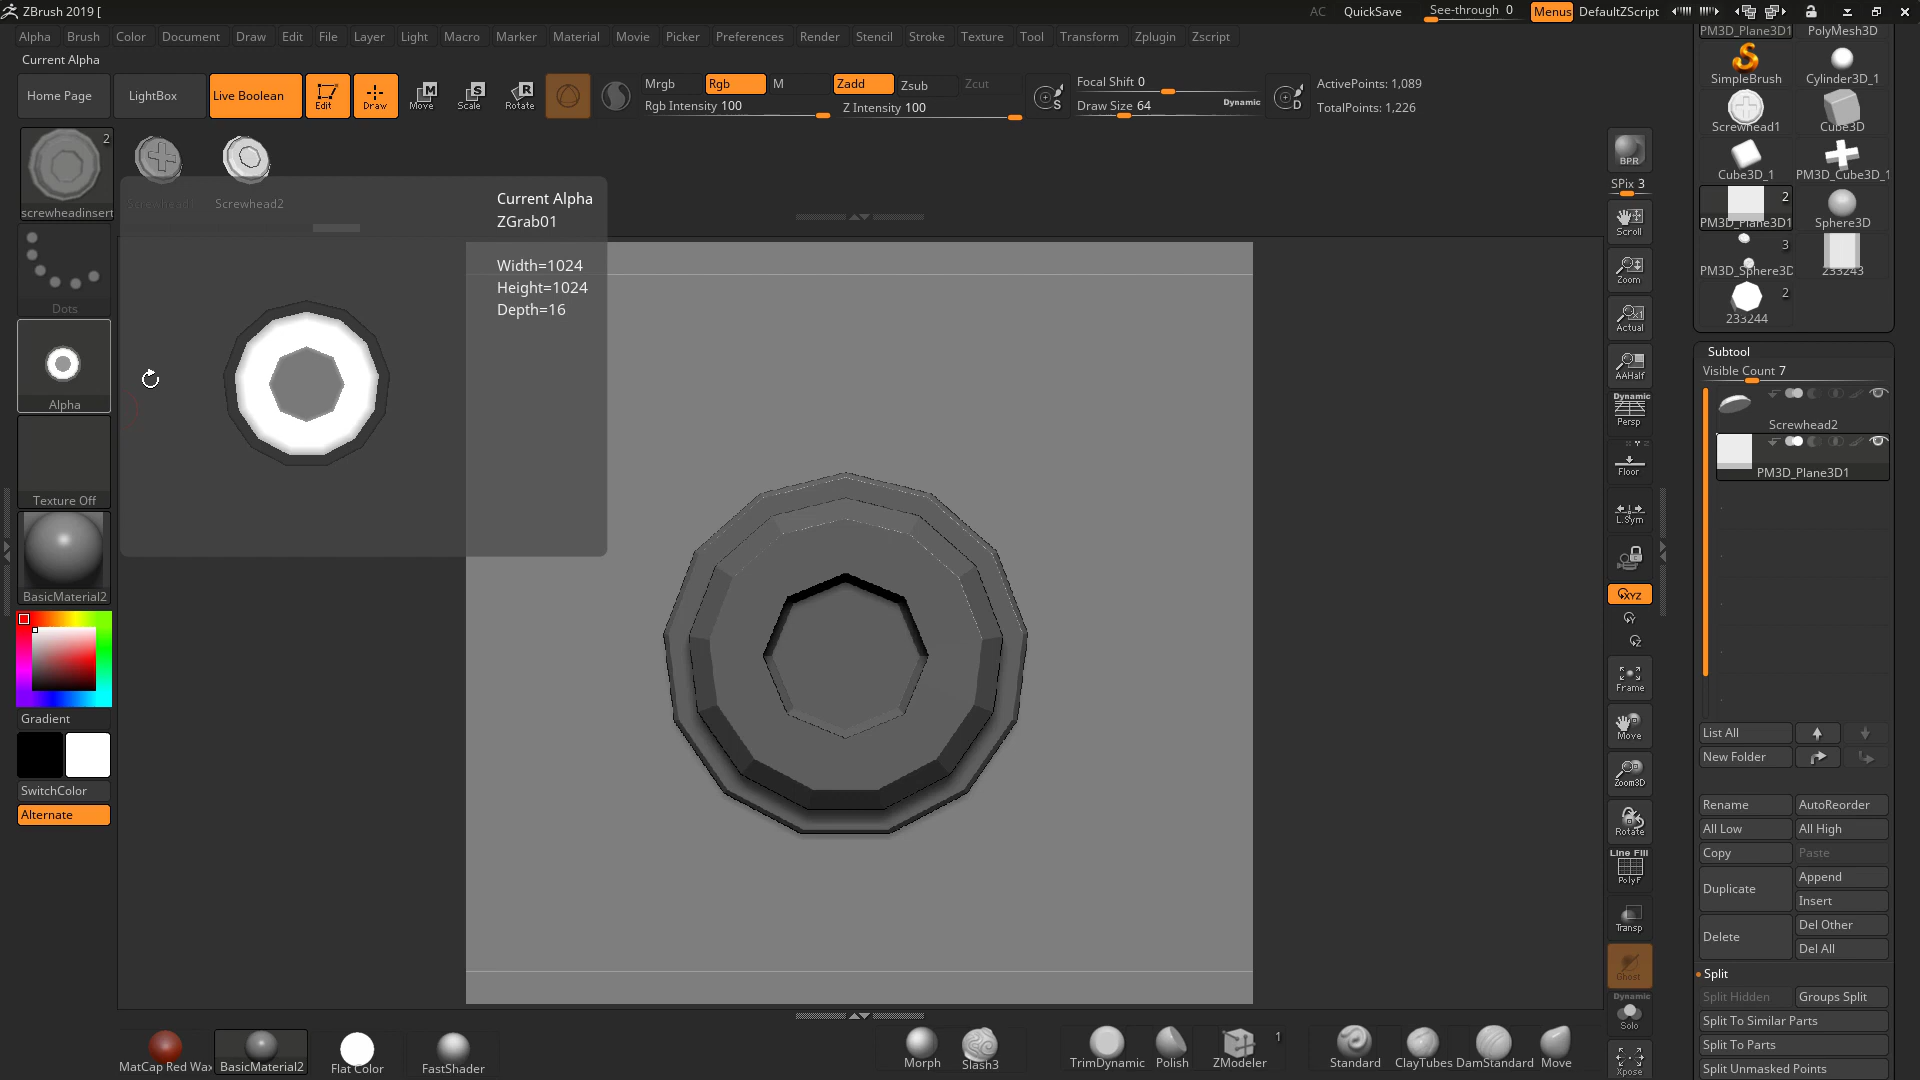 ZBrush 2019 [
AC
QuickSave
See-through 0
Menus
DefaultZScript
Alpha
Brush
Color
Document
Draw
Edit
File
Layer
Light
Macro
Marker
Material
Movie
Picker
Preferences
Render
Stencil
Stroke
Texture
Tool
Transform
Zplugin
Zscript
Current Alpha
Home Page
LightBox
Live Boolean
Edit
Draw
Move
Scale
Rotate
Mrgb
Rgb
M
Rgb Intensity 100
Zadd
Zsub
Zcut
Z Intensity 100
Focal Shift 0
Draw Size 64
Dynamic
ActivePoints: 1,089
TotalPoints: 1,226
2
screwheadinsert
Screwhead1
Screwhead2
Dots
Alpha
Texture Off
BasicMaterial2
Gradient
SwitchColor
Alternate
Current Alpha
ZGrab01
Width=1024
Height=1024
Depth=16
BPR
SPix 3
Scroll
Zoom
Actual
AAHalf
Dynamic
Persp
Floor
L.Sym
XYZ
Frame
Move
Zoom3D
Rotate
Line Fill
PolyF
Transp
Ghost
Dynamic
Solo
Xpose
PM3D_Plane3D1
PolyMesh3D
SimpleBrush
Cylinder3D_1
Screwhead1
Cube3D
Cube3D_1
PM3D_Cube3D_1
2
PM3D_Plane3D1
Sphere3D
3
PM3D_Sphere3D
233243
2
233244
Subtool
Visible Count 7
Screwhead2
PM3D_Plane3D1
List All
New Folder
Rename
AutoReorder
All Low
All High
Copy
Paste
Duplicate
Append
Insert
Delete
Del Other
Del All
Split
Split Hidden
Groups Split
Split To Similar Parts
Split To Parts
Split Unmasked Points
MatCap Red Wax
BasicMaterial2
Flat Color
FastShader
Morph
Slash3
TrimDynamic
Polish
ZModeler
1
Standard
ClayTubes
DamStandard
Move